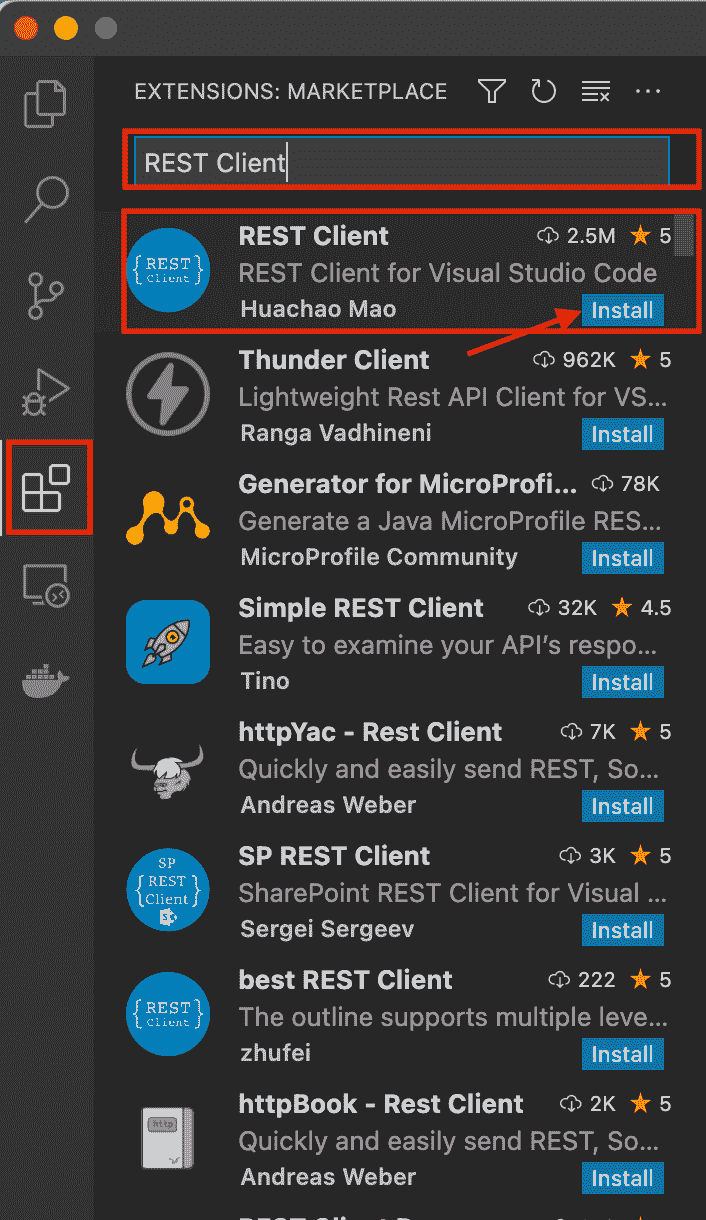 EXTENSIONS: MARKETPLACE
REST Client
{REST}
Client
REST Client 2.5M ★ 5
REST Client for Visual Studio Code
Huachao Mao Install
Thunder Client 962K ★ 5
Lightweight Rest API Client for VS...
Ranga Vadhineni Install
Generator for MicroProfi... 78K
Generate a Java MicroProfile RES...
MicroProfile Community Install
Simple REST Client 32K ★ 4.5
Easy to examine your API’s respo...
Tino Install
httpYac - Rest Client 7K ★ 5
Quickly and easily send REST, So...
Andreas Weber Install
SP
{REST}
Client
S
SP REST Client 3K ★ 5
SharePoint REST Client for Visual ...
Sergei Sergeev Install
{REST}
Client
best REST Client 222 ★ 5
The outline supports multiple leve...
zhufei Install
http
httpBook - Rest Client 2K ★ 5
Quickly and easily send REST, So...
Andreas Weber Install